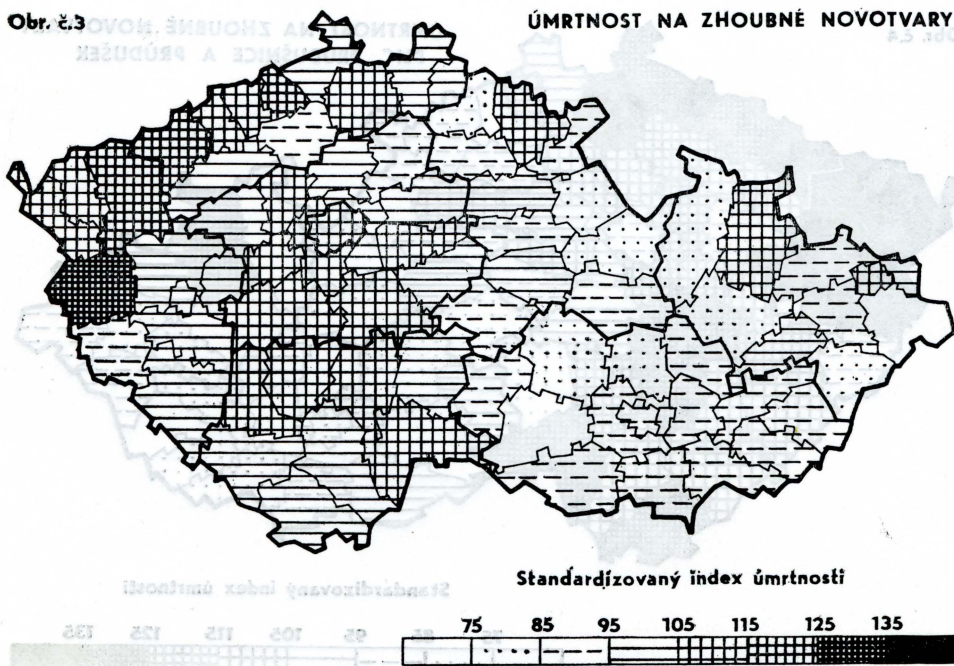 Obr. č.3
ÚMRTNOST NA ZHOUBNÉ NOVOTVARY
Standardizovaný index úmrtnosti
75 85 95 105 115 125 135